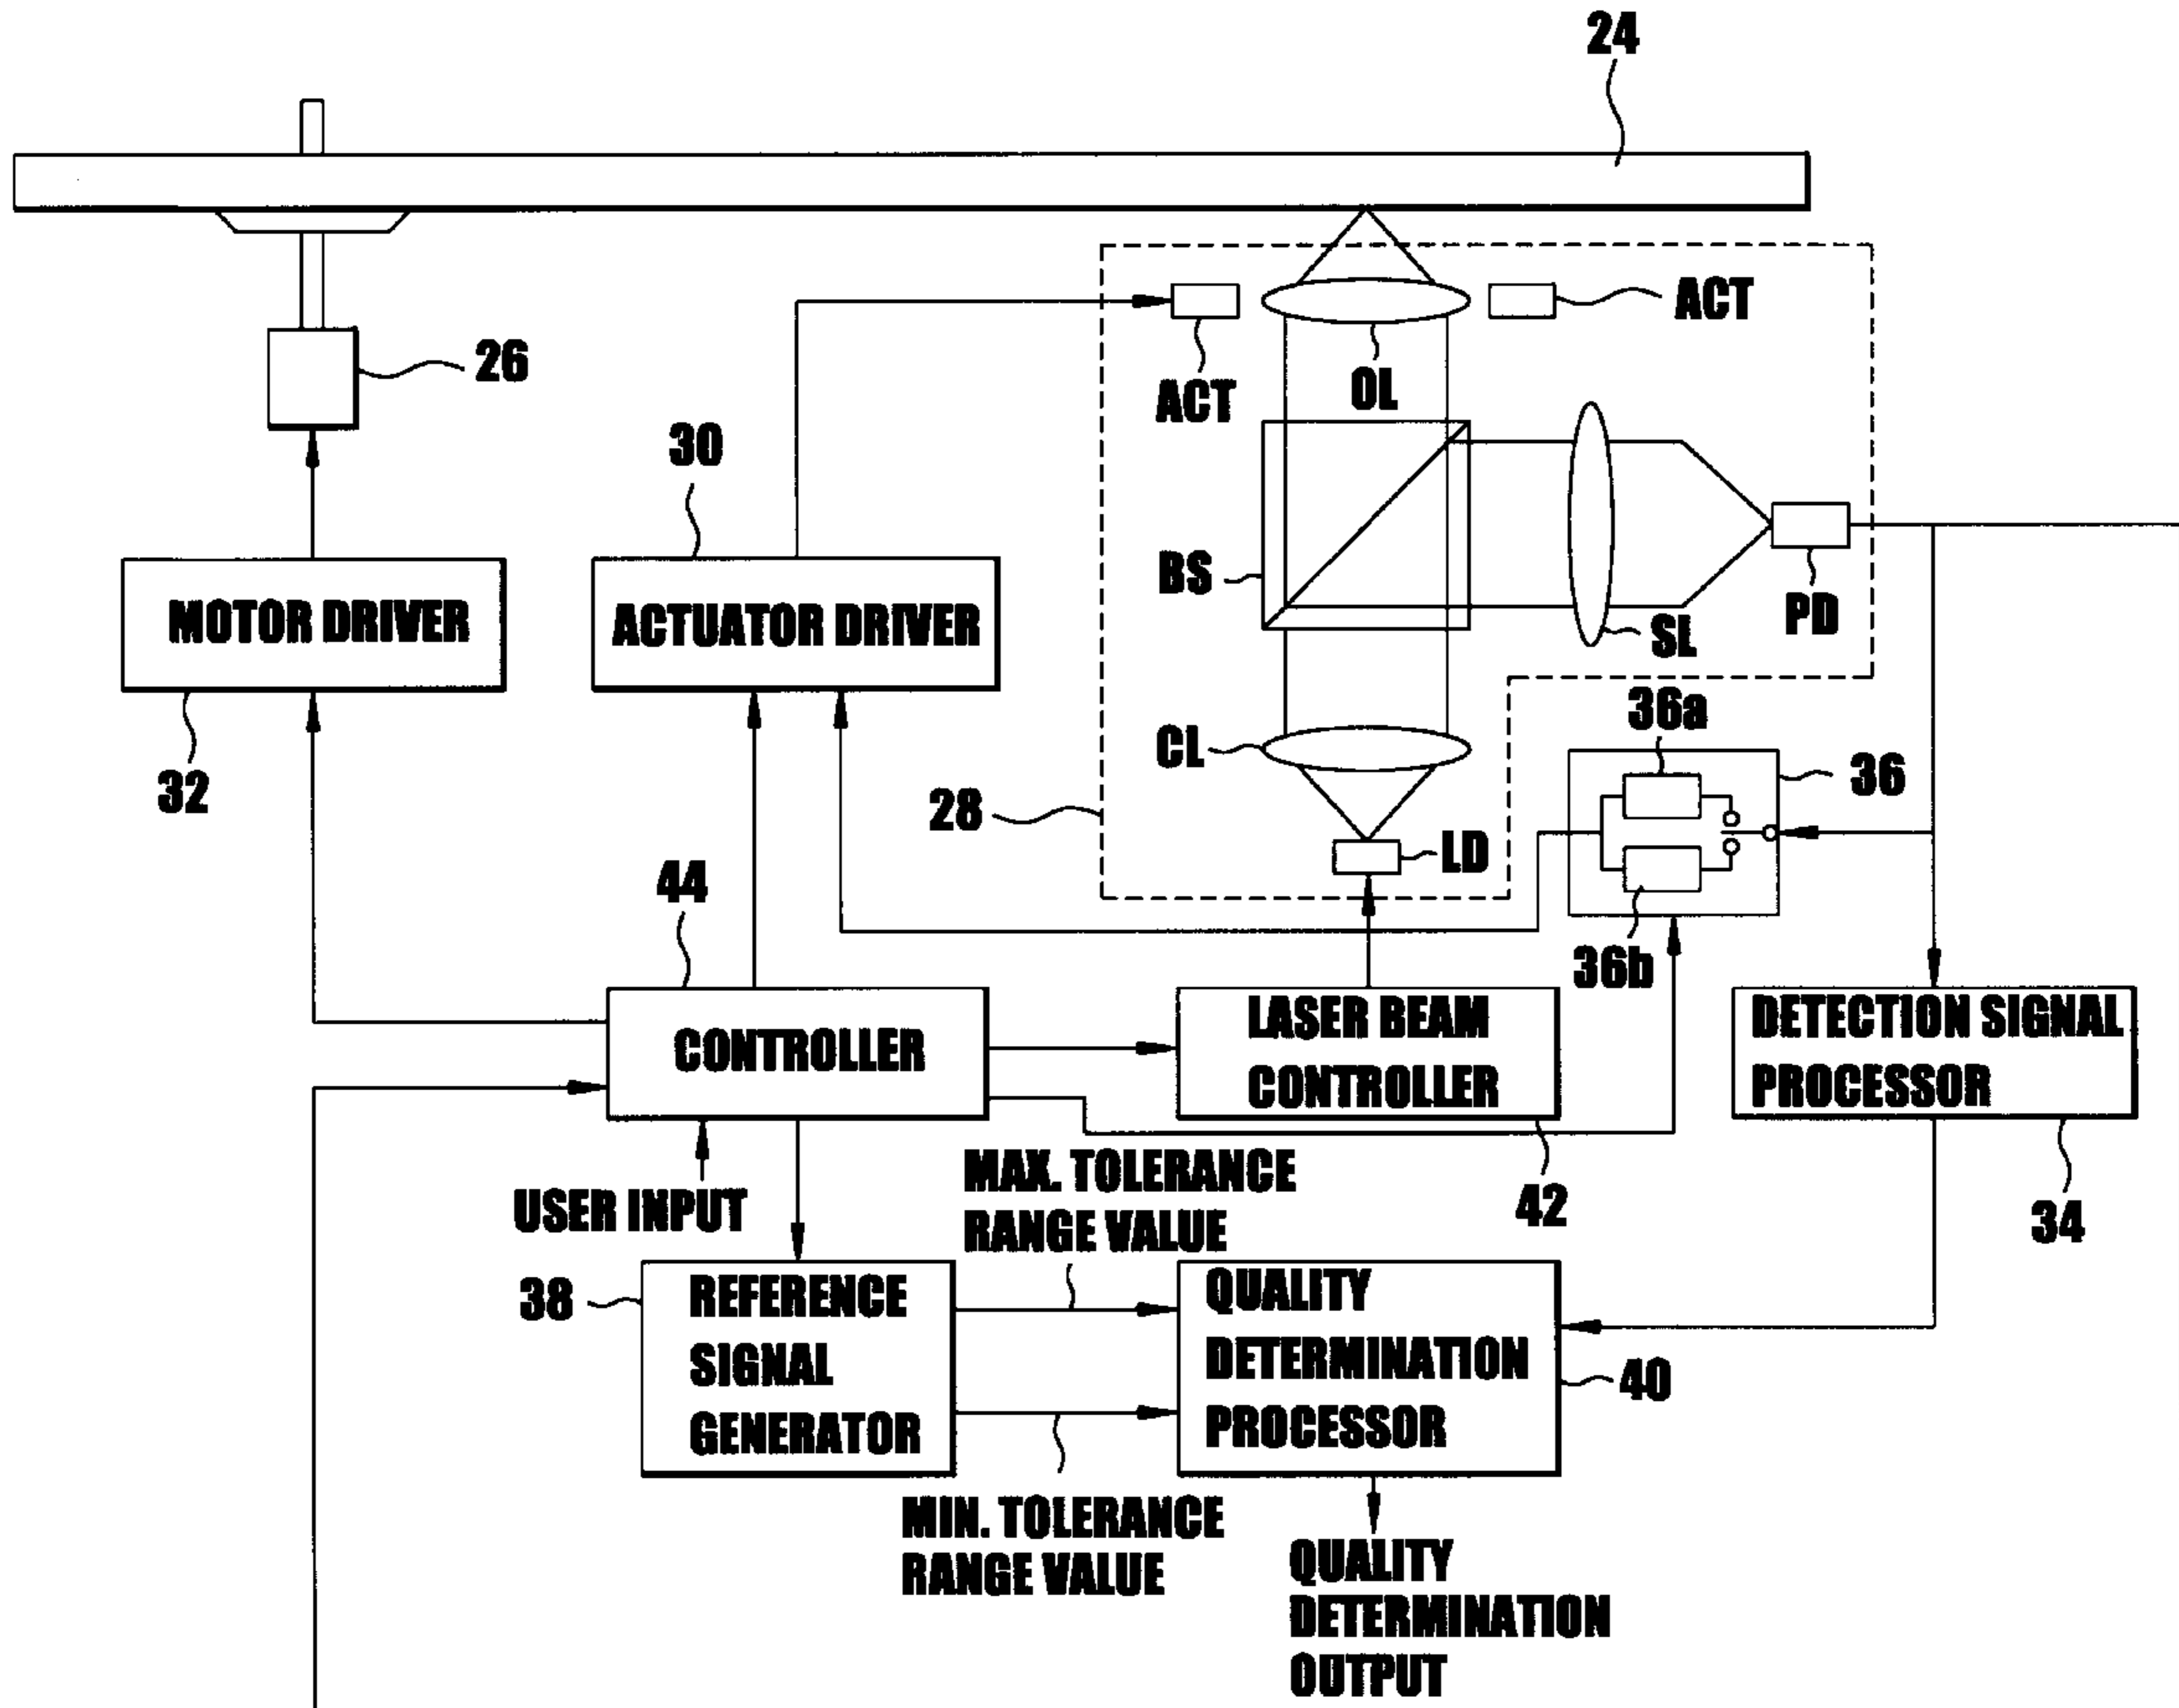 24
26
ACT
ACT
OL
30
BS
PD
SL
MOTOR DRIVER
ACTUATOR DRIVER
36a
CL
36
32
28
LD
44
36b
CONTROLLER
LASER BEAM
CONTROLLER
DETECTION SIGNAL
PROCESSOR
USER INPUT
MAX. TOLERANCE
RANGE VALUE
42
34
38
REFERENCE
SIGNAL
GENERATOR
QUALITY
DETERMINATION
PROCESSOR
40
MIN. TOLERANCE
RANGE VALUE
QUALITY
DETERMINATION
OUTPUT